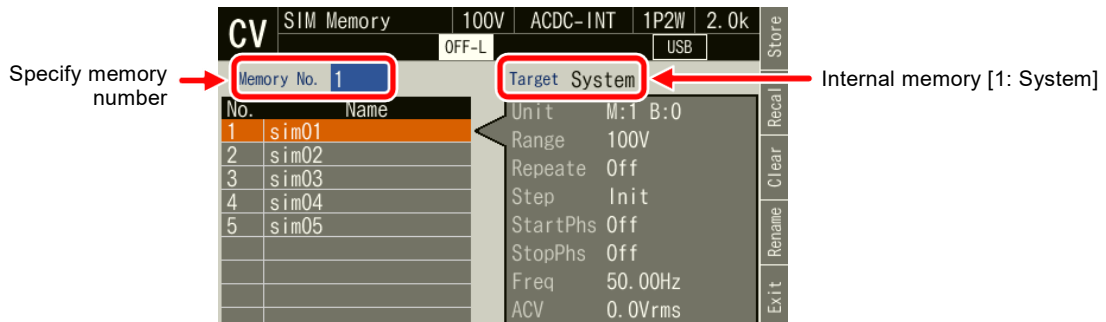 CV SIM Memory 100V ACDC-INT 1P2W 2.0k
OFF-L USB
Specify memory number
Memory No. 1
Target System
Internal memory [1: System]
No. Name
1 sim01
2 sim02
3 sim03
4 sim04
5 sim05
Unit M:1 B:0
Range 100V
Repeate Off
Step Init
StartPhs Off
StopPhs Off
Freq 50.00Hz
ACV 0.0Vrms
Store
Recal
Clear
Rename
Exit